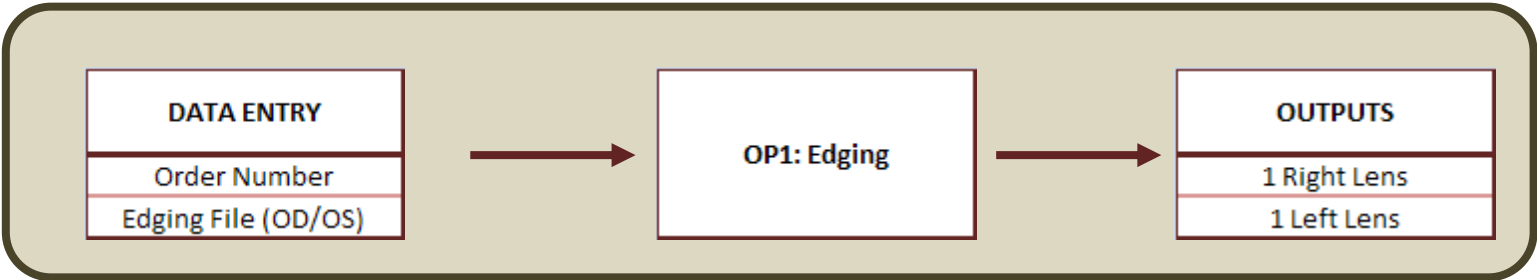 DATA ENTRY
Order Number
Edging File (OD/OS)
OP1: Edging
OUTPUTS
1 Right Lens
1 Left Lens